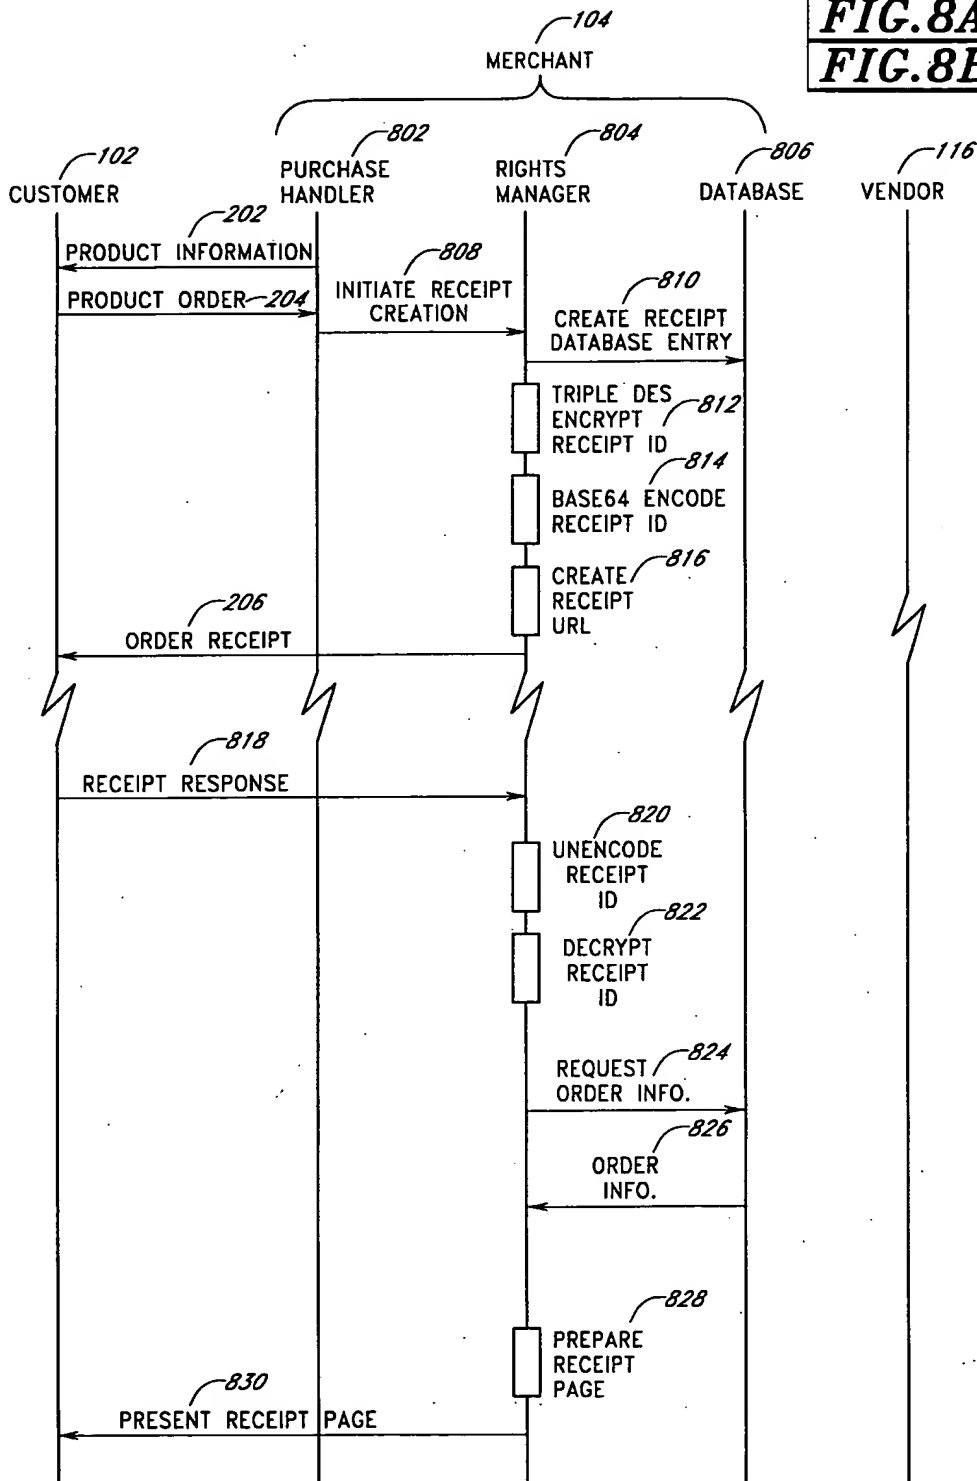 FIG.8A
FIG.8B
104
MERCHANT
102
CUSTOMER
802
PURCHASE
HANDLER
804
RIGHTS
MANAGER
806
DATABASE
116
VENDOR
202
PRODUCT INFORMATION
PRODUCT ORDER 204
808
INITIATE RECEIPT
CREATION
810
CREATE RECEIPT
DATABASE ENTRY
TRIPLE DES
ENCRYPT 812
RECEIPT ID
814
BASE64 ENCODE
RECEIPT ID
816
CREATE
RECEIPT
URL
206
ORDER RECEIPT
818
RECEIPT RESPONSE
820
UNENCODE
RECEIPT
ID
822
DECRYPT
RECEIPT
ID
824
REQUEST
ORDER INFO.
826
ORDER
INFO.
828
PREPARE
RECEIPT
PAGE
830
PRESENT RECEIPT PAGE